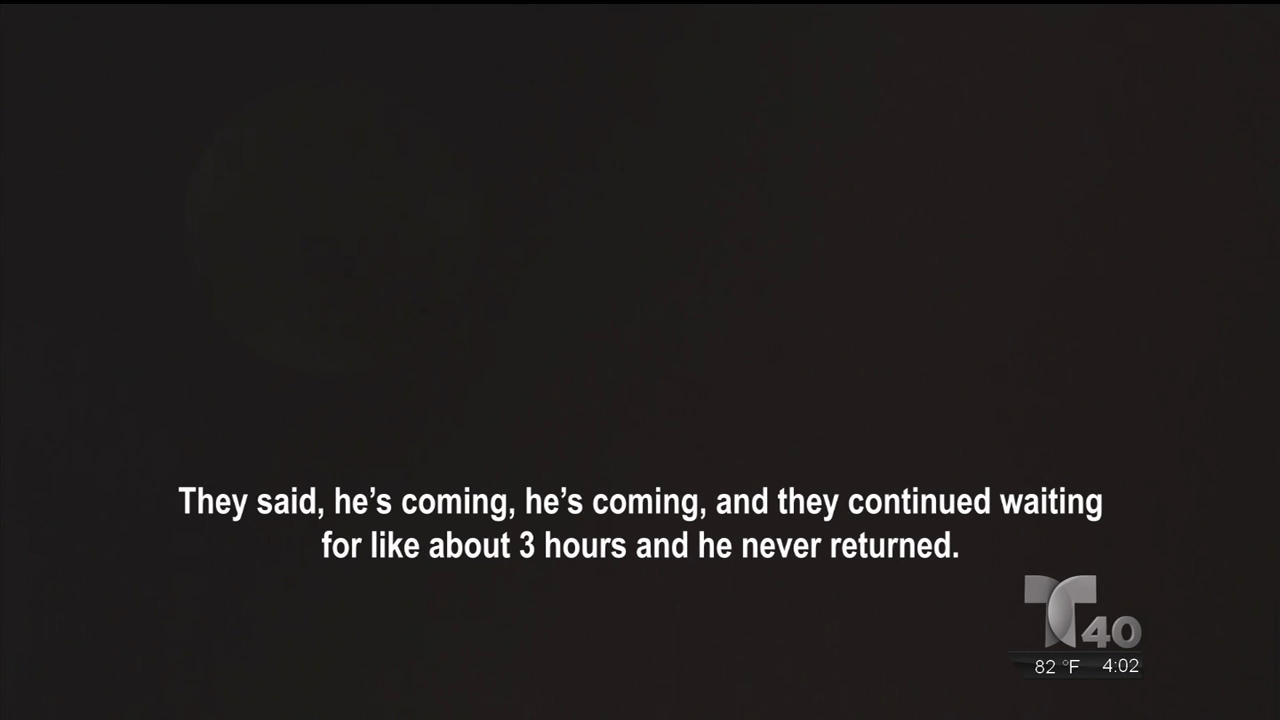 They said, he's coming, he's coming, and they continued waiting
for like about 3 hours and he never returned.
T 40
82 °F 4:02